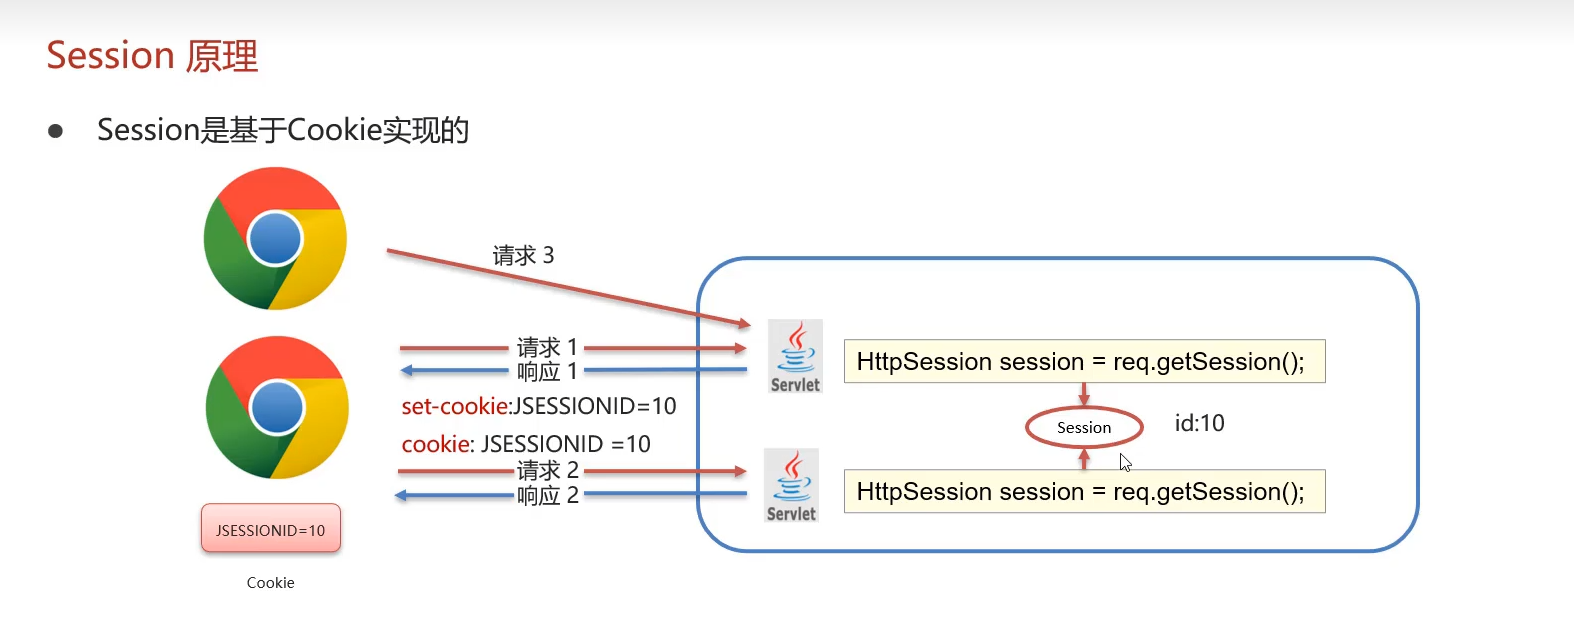 Session 原理
● Session是基于Cookie实现的
请求 3
请求 1
响应 1
Servlet
HttpSession session = req.getSession();
set-cookie:JSESSIONID=10
Session
id:10
cookie: JSESSIONID =10
请求 2
响应 2
Servlet
HttpSession session = req.getSession();
JSESSIONID=10
Cookie